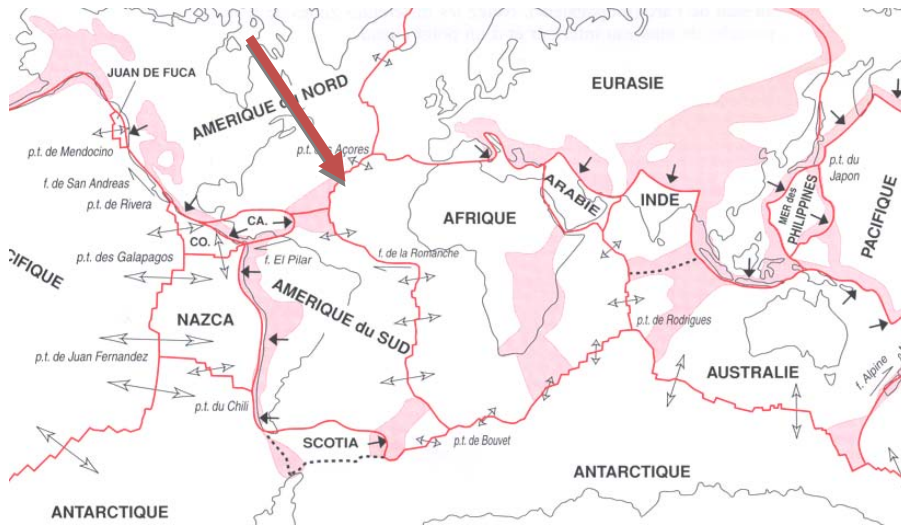 JUAN DE FUCA
AMÉRIQUE du NORD
EURASIE
p.t. de Mendocino
p.t. des Açores
f. de San Andreas
p.t. de Rivera
p.t. du
Japon
ARABIE
INDE
MER des
PHILIPPINES
PACIFIQUE
CA.
CO.
AFRIQUE
CIFIQUE
p.t. des Galapagos
f. El Pilar
f. de la Romanche
AMÉRIQUE du SUD
NAZCA
p.t. de Rodrigues
p.t. de Juan Fernandez
AUSTRALIE
f. Alpine
p.t. du Chili
SCOTIA
p.t. de Bouvet
ANTARCTIQUE
ANTARCTIQUE